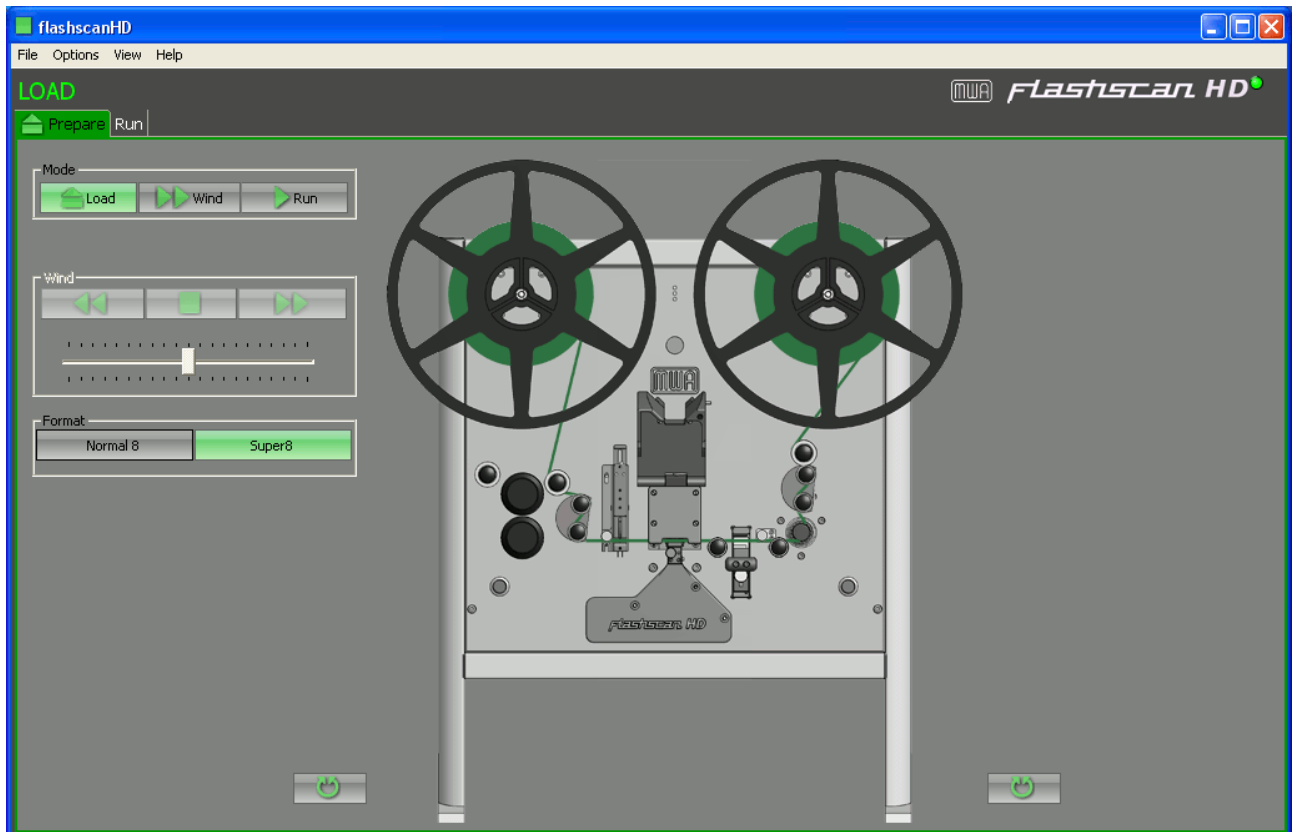 flashscanHD
File Options View Help
LOAD
MWA Flashscan HD
Prepare Run
Mode
Load Wind Run
Wind
Format
Normal 8 Super8
MWA
Flashscan HD